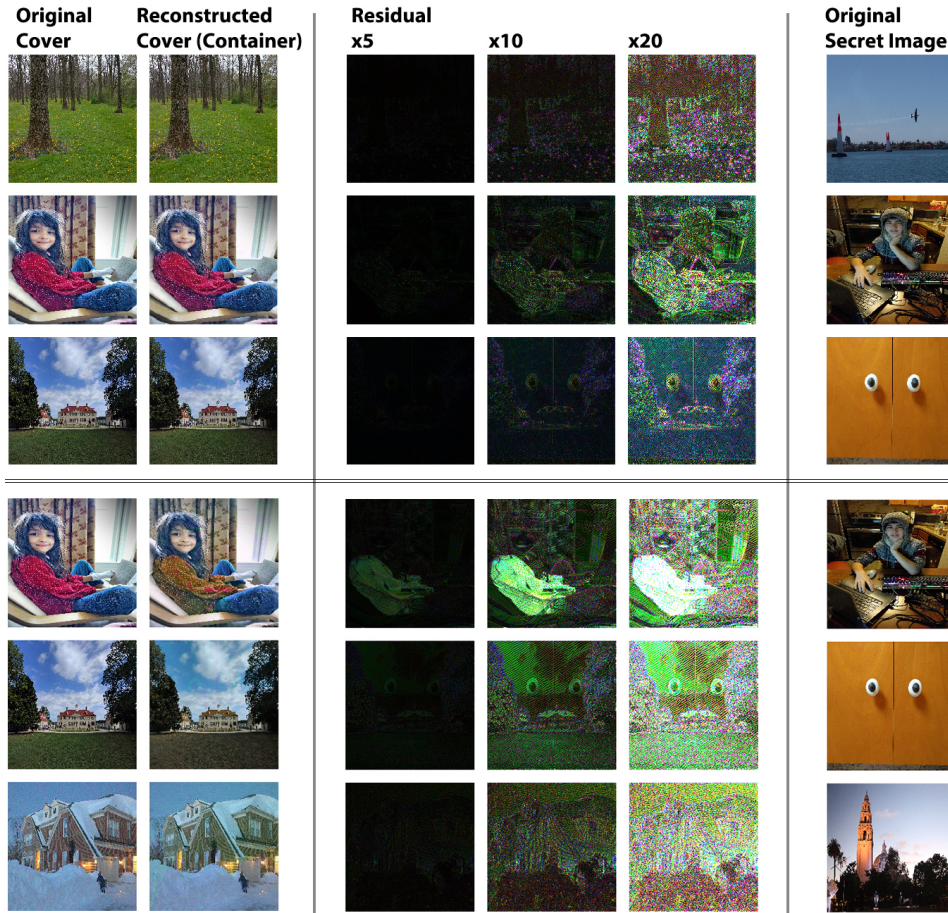 Original
Cover
Reconstructed
Cover (Container)
Residual
x5
x10
x20
Original
Secret Image